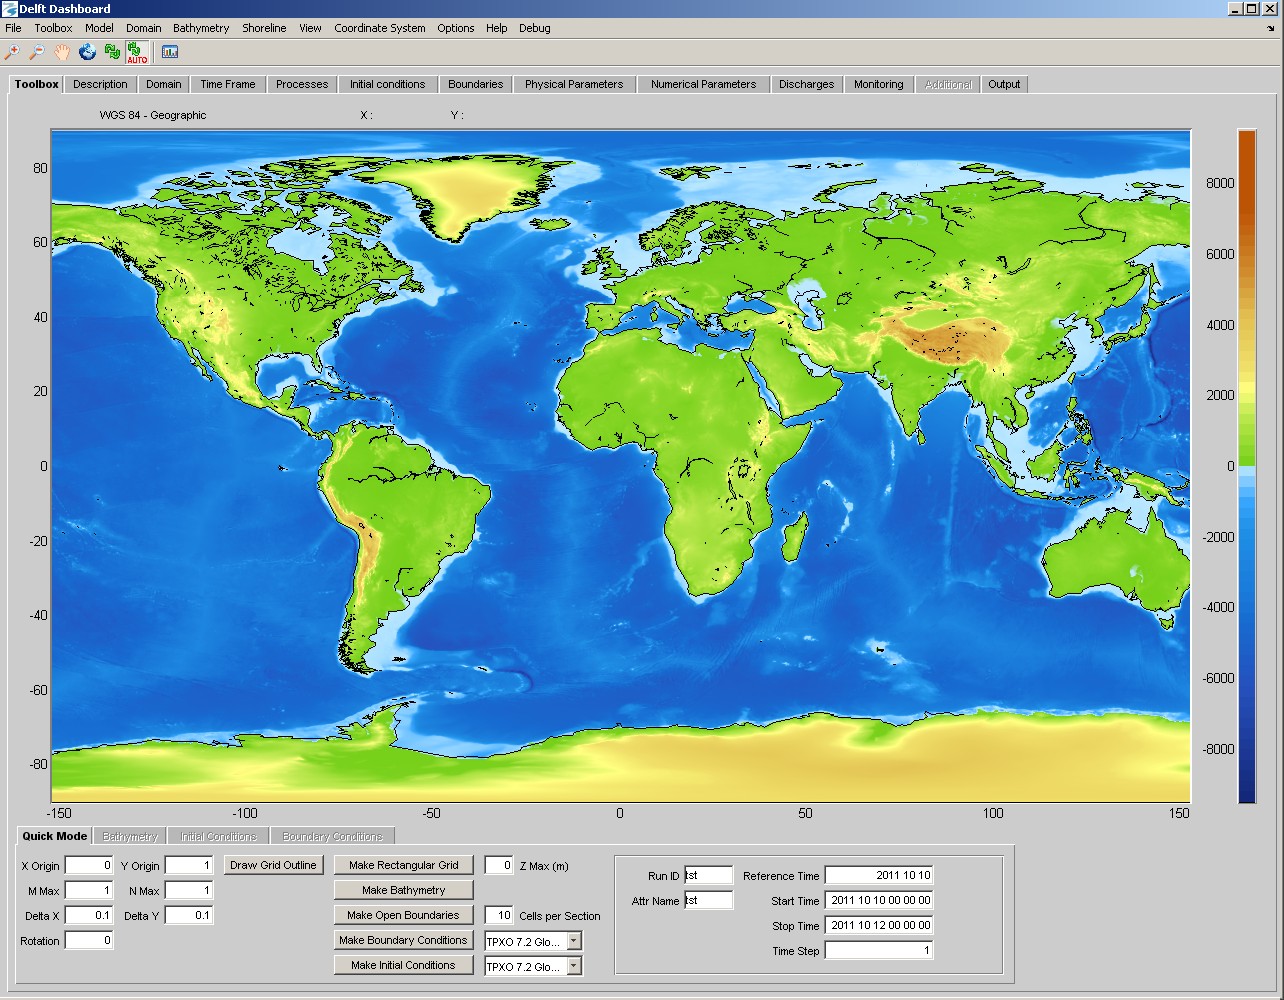 Delft Dashboard
File Toolbox Model Domain Bathymetry Shoreline View Coordinate System Options Help Debug
AUTO
Toolbox Description Domain Time Frame Processes Initial conditions Boundaries Physical Parameters Numerical Parameters Discharges Monitoring Additional Output
WGS 84 - Geographic X : Y :
80
60
40
20
0
-20
-40
-60
-80
-150 -100 -50 0 50 100 150
8000
6000
4000
2000
0
-2000
-4000
-6000
-8000
Quick Mode Bathymetry Initial Conditions Boundary Conditions
X Origin 0 Y Origin 1 Draw Grid Outline Make Rectangular Grid 0 Z Max (m)
M Max 1 N Max 1 Make Bathymetry
Delta X 0.1 Delta Y 0.1 Make Open Boundaries 10 Cells per Section
Rotation 0 Make Boundary Conditions TPXO 7.2 Glo...
Make Initial Conditions TPXO 7.2 Glo...
Run ID tst Reference Time 2011 10 10
Attr Name tst Start Time 2011 10 10 00 00 00
Stop Time 2011 10 12 00 00 00
Time Step 1